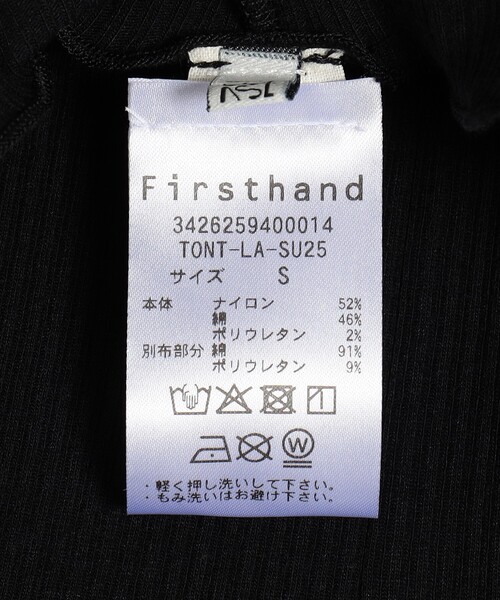 Firsthand
3426259400014
TONT-LA-SU25
サイズ S
本体 ナイロン 52%
綿 46%
ポリウレタン 2%
別布部分 綿 91%
ポリウレタン 9%
W
・軽く押し洗いして下さい。
・もみ洗いはお避け下さい。